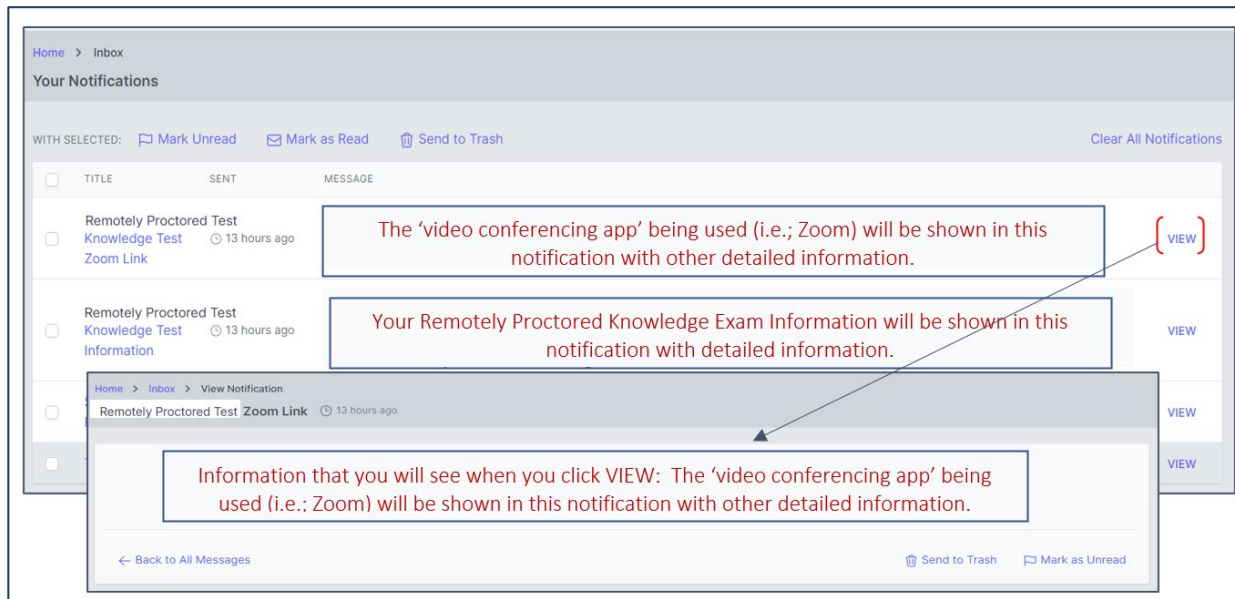 Home > Inbox
Your Notifications
WITH SELECTED: Mark Unread Mark as Read Send to Trash Clear All Notifications
TITLE SENT MESSAGE
Remotely Proctored Test
Knowledge Test 13 hours ago
Zoom Link
The ‘video conferencing app’ being used (i.e.; Zoom) will be shown in this
notification with other detailed information.
VIEW
Remotely Proctored Test
Knowledge Test 13 hours ago
Information
Your Remotely Proctored Knowledge Exam Information will be shown in this
notification with detailed information.
VIEW
VIEW
VIEW
Home > Inbox > View Notification
Remotely Proctored Test Zoom Link 13 hours ago
Information that you will see when you click VIEW: The ‘video conferencing app’ being
used (i.e.; Zoom) will be shown in this notification with other detailed information.
← Back to All Messages Send to Trash Mark as Unread